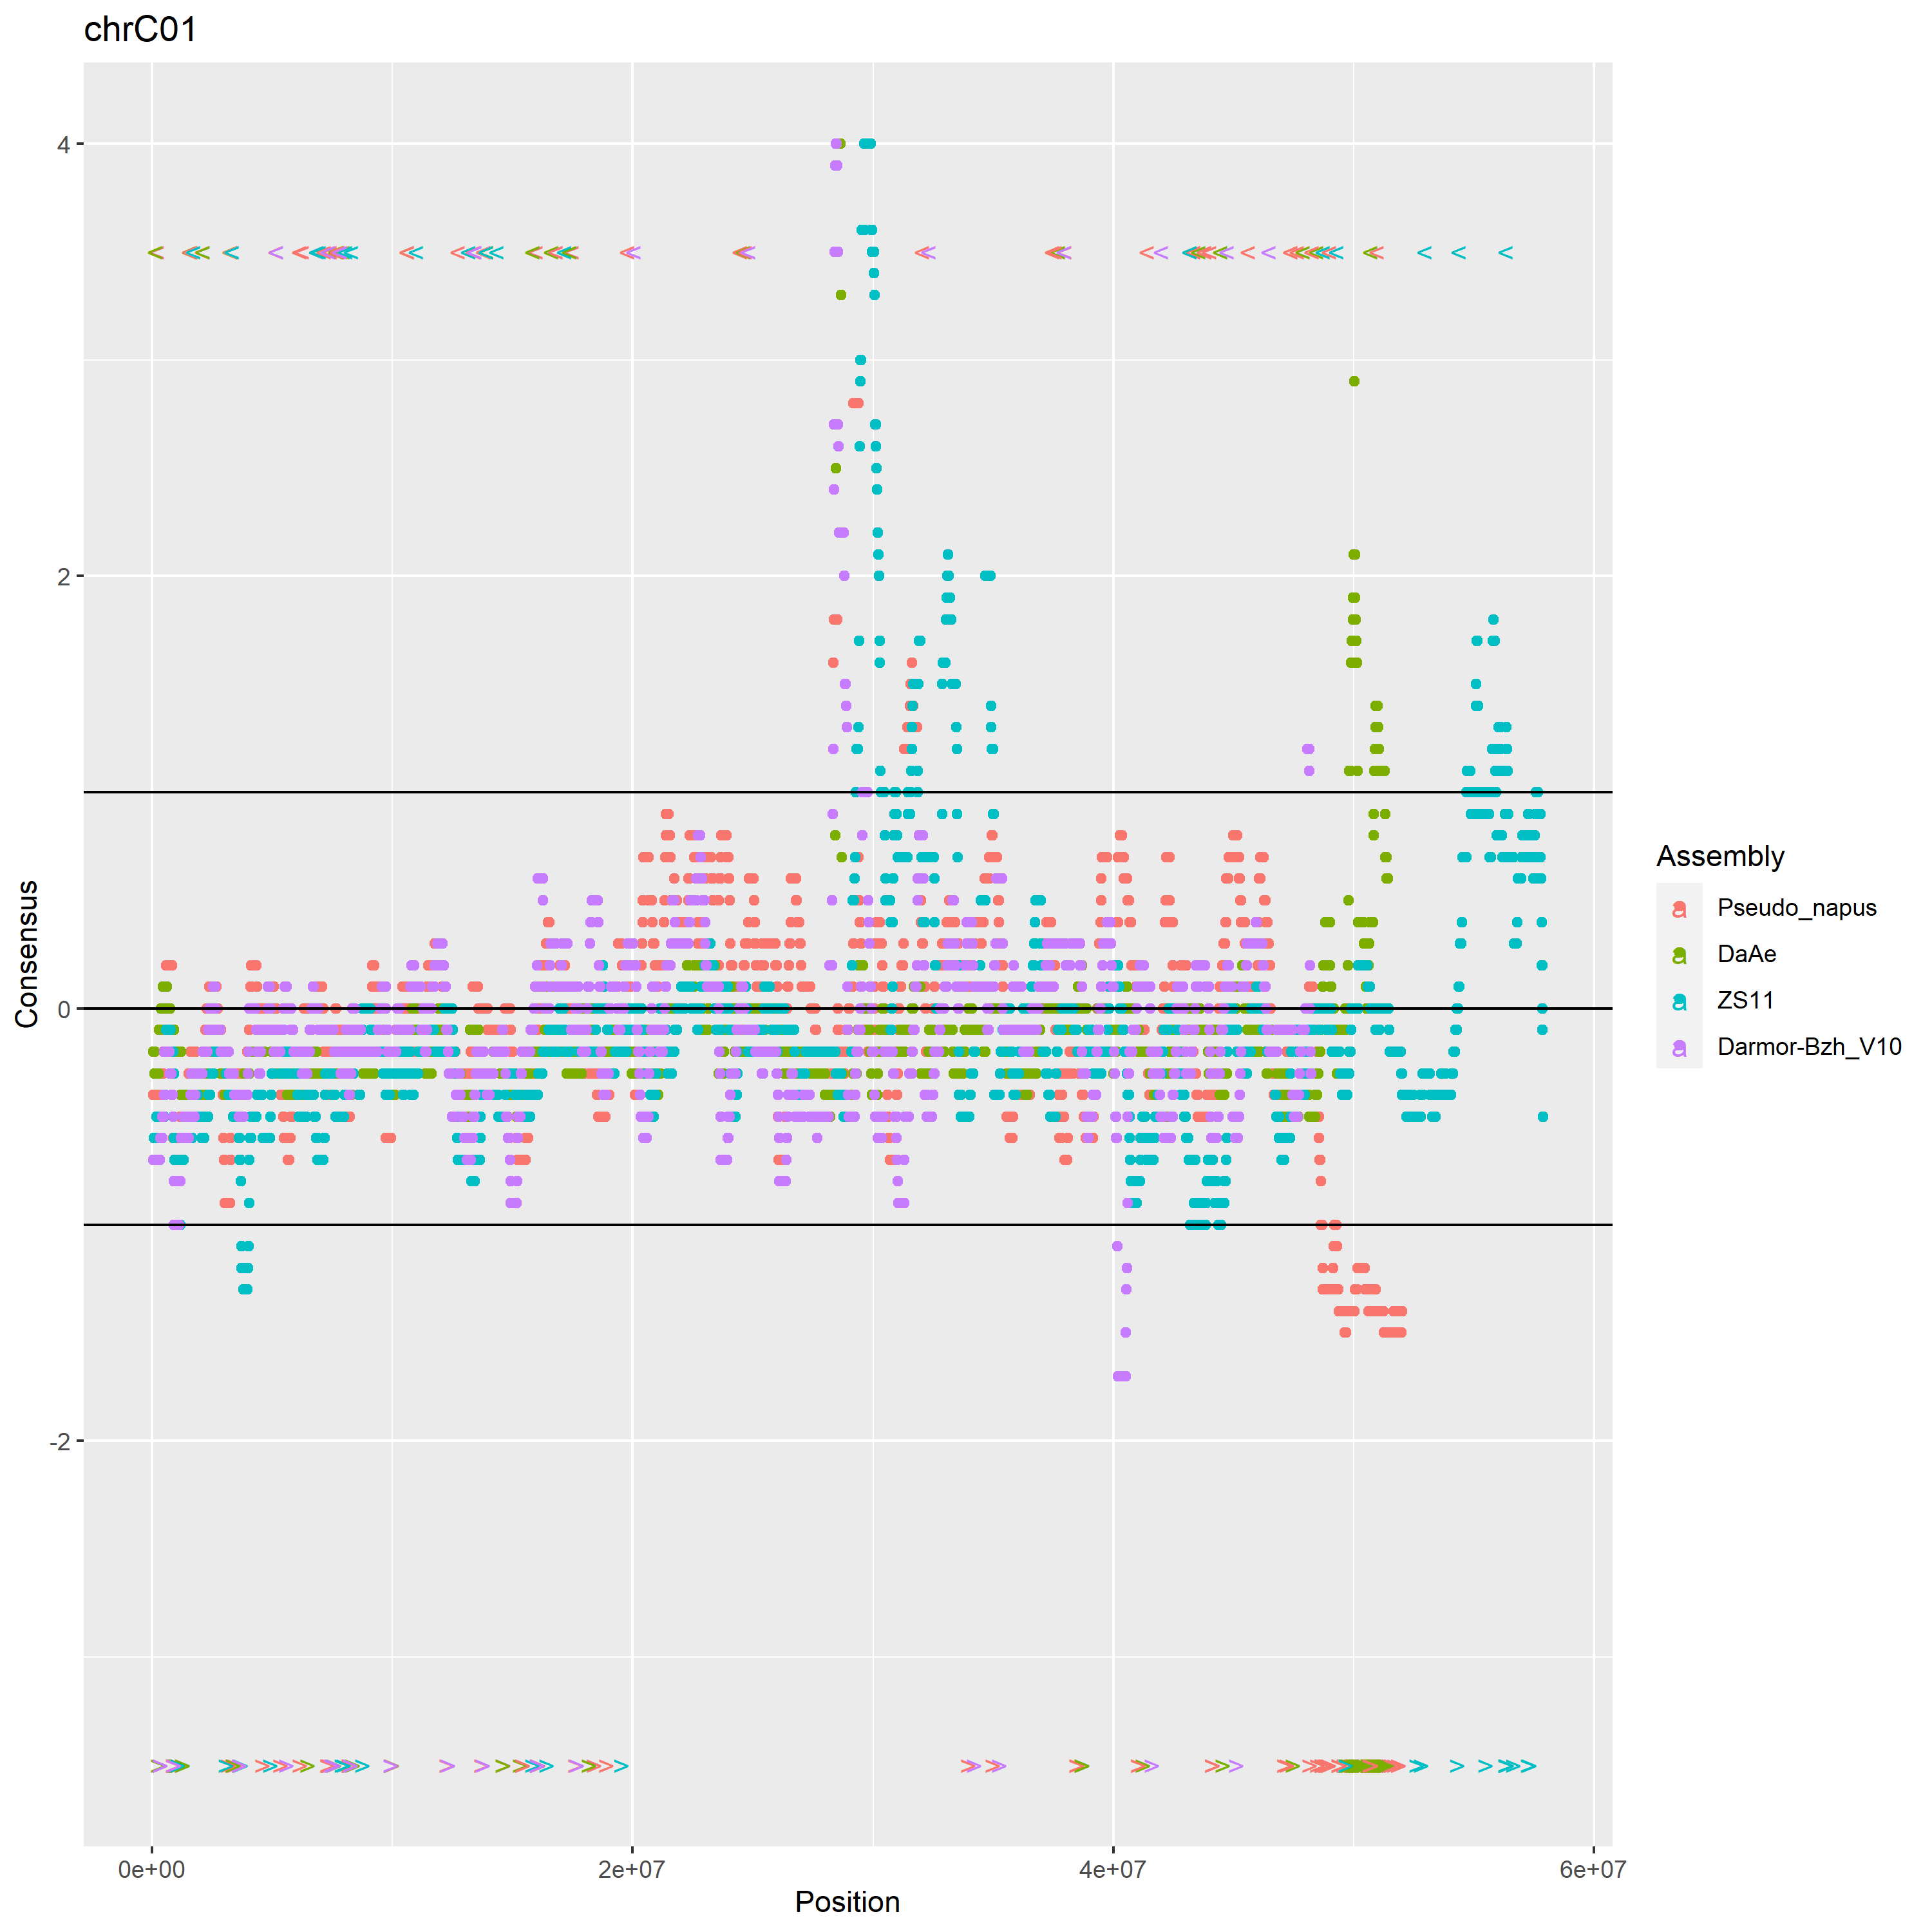 chrC01
4
2
0
-2
Consensus
0e+00
2e+07
4e+07
6e+07
Position
Assembly
a Pseudo_napus
a DaAe
a ZS11
a Darmor-Bzh_V10